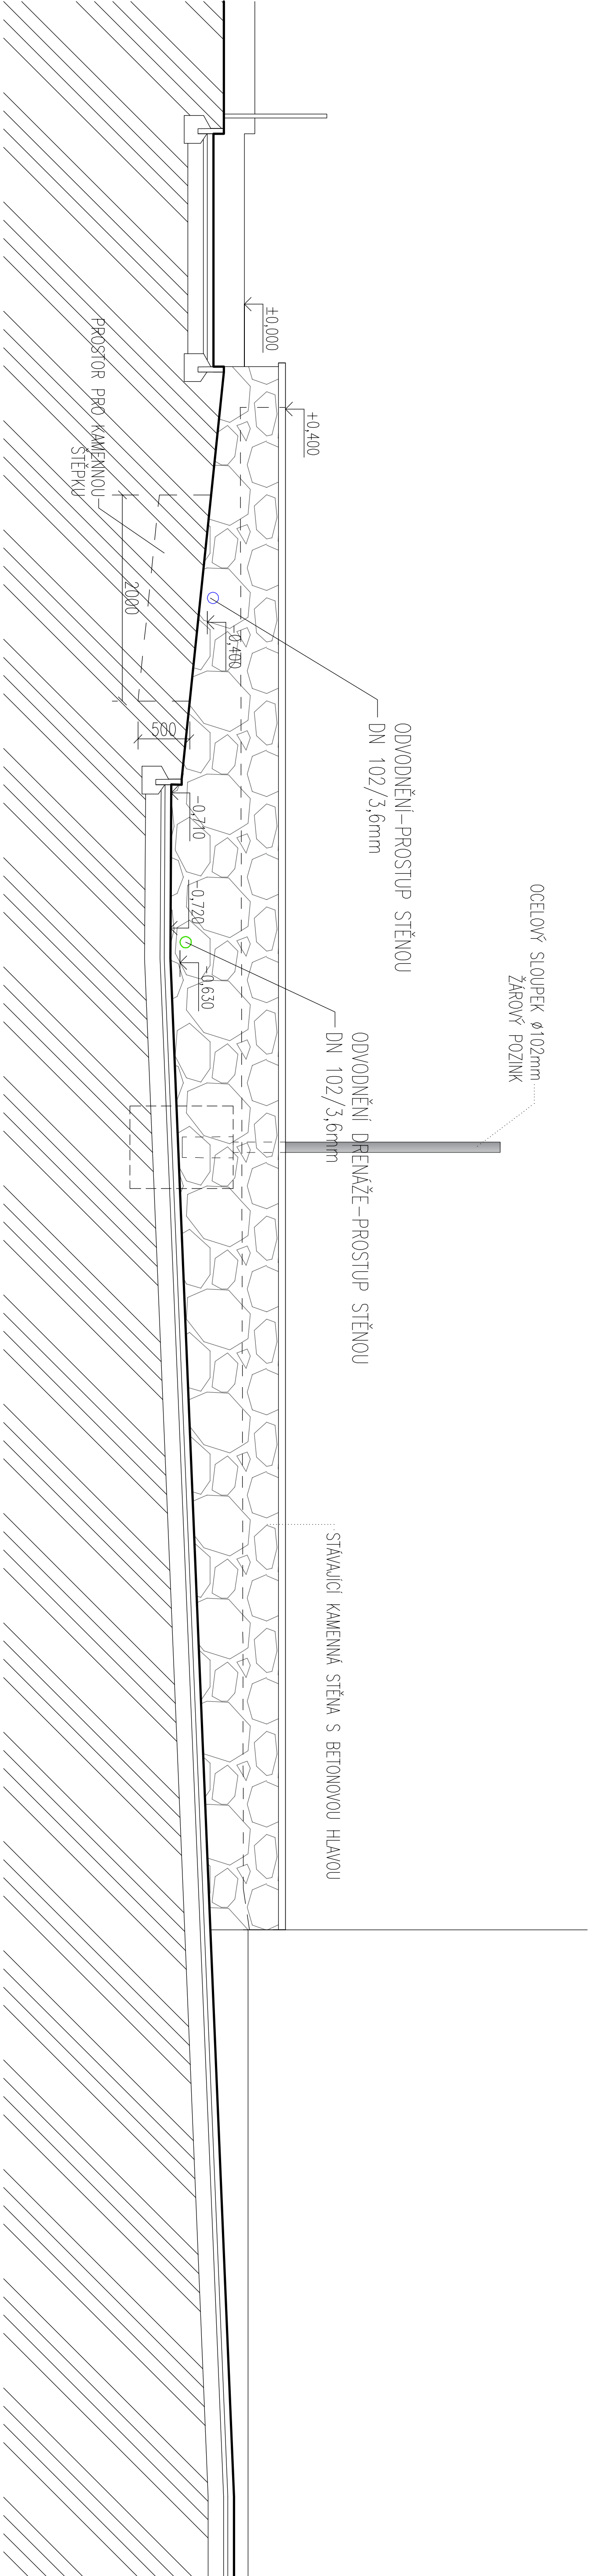 ±0,000
+0,400
PROSTOR PRO KAMENNOU
ŠTĚPKU
2000
500
-0,400
ODVODNĚNÍ-PROSTUP STĚNOU
DN 102/3,6mm
-0,710
-0,720
-0,630
ODVODNĚNÍ DRENÁŽE-PROSTUP STĚNOU
DN 102/3,6mm
OCELOVÝ SLOUPEK ø102mm
ŽÁROVÝ POZINK
STÁVAJÍCÍ KAMENNÁ STĚNA S BETONOVOU HLAVOU